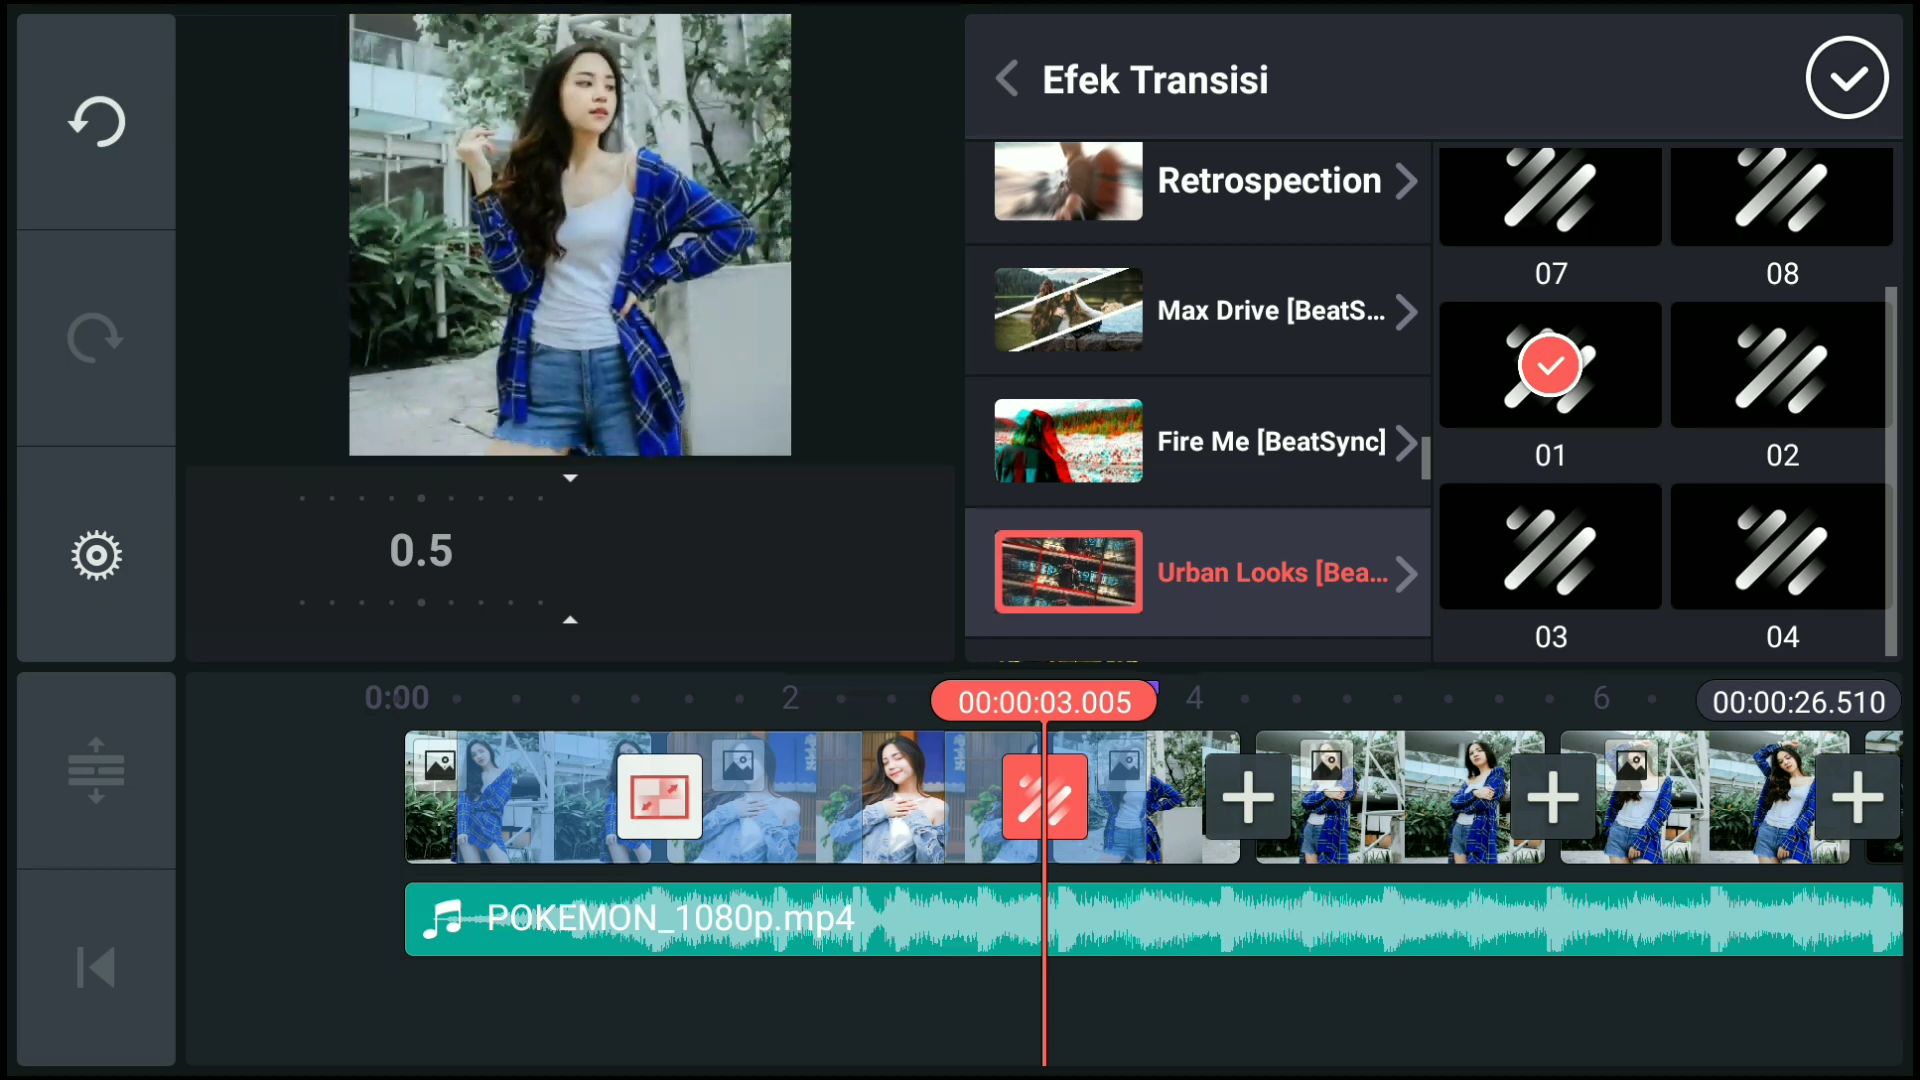 Efek Transisi
Retrospection
Max Drive [BeatS...
Fire Me [BeatSync]
Urban Looks [Bea...
07
08
01
02
03
04
0.5
0:00
2
00:00:03.005
4
6
00:00:26.510
POKEMON_1080p.mp4